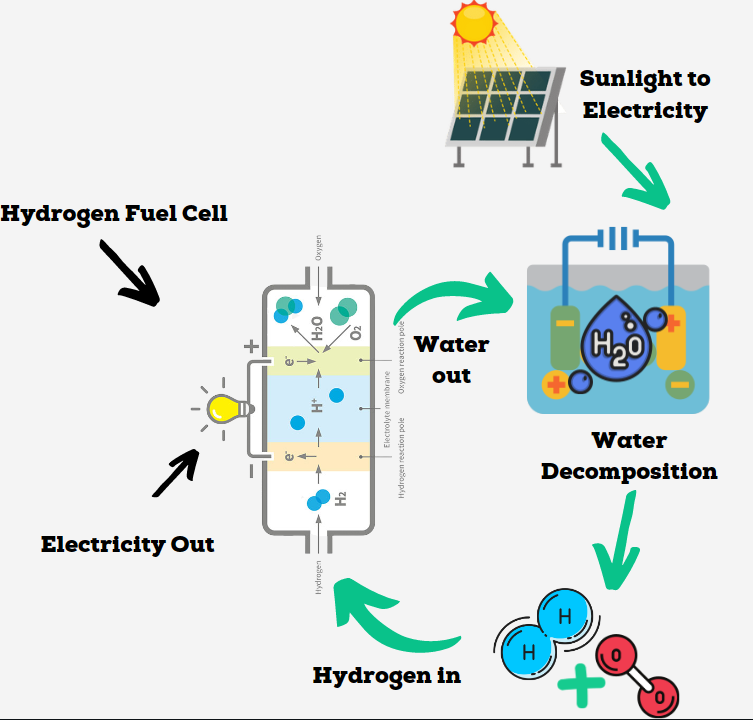 Sunlight to
Electricity
Hydrogen Fuel Cell
Oxygen
H₂O
O₂
+
e⁻
H⁺
e⁻
−
H₂
Hydrogen
Oxygen reaction pole
Electrolyte membrane
Hydrogen reaction pole
Electricity Out
Water
out
− +
H₂O
+ −
Water
Decomposition
Hydrogen in
H
H
+
O
O